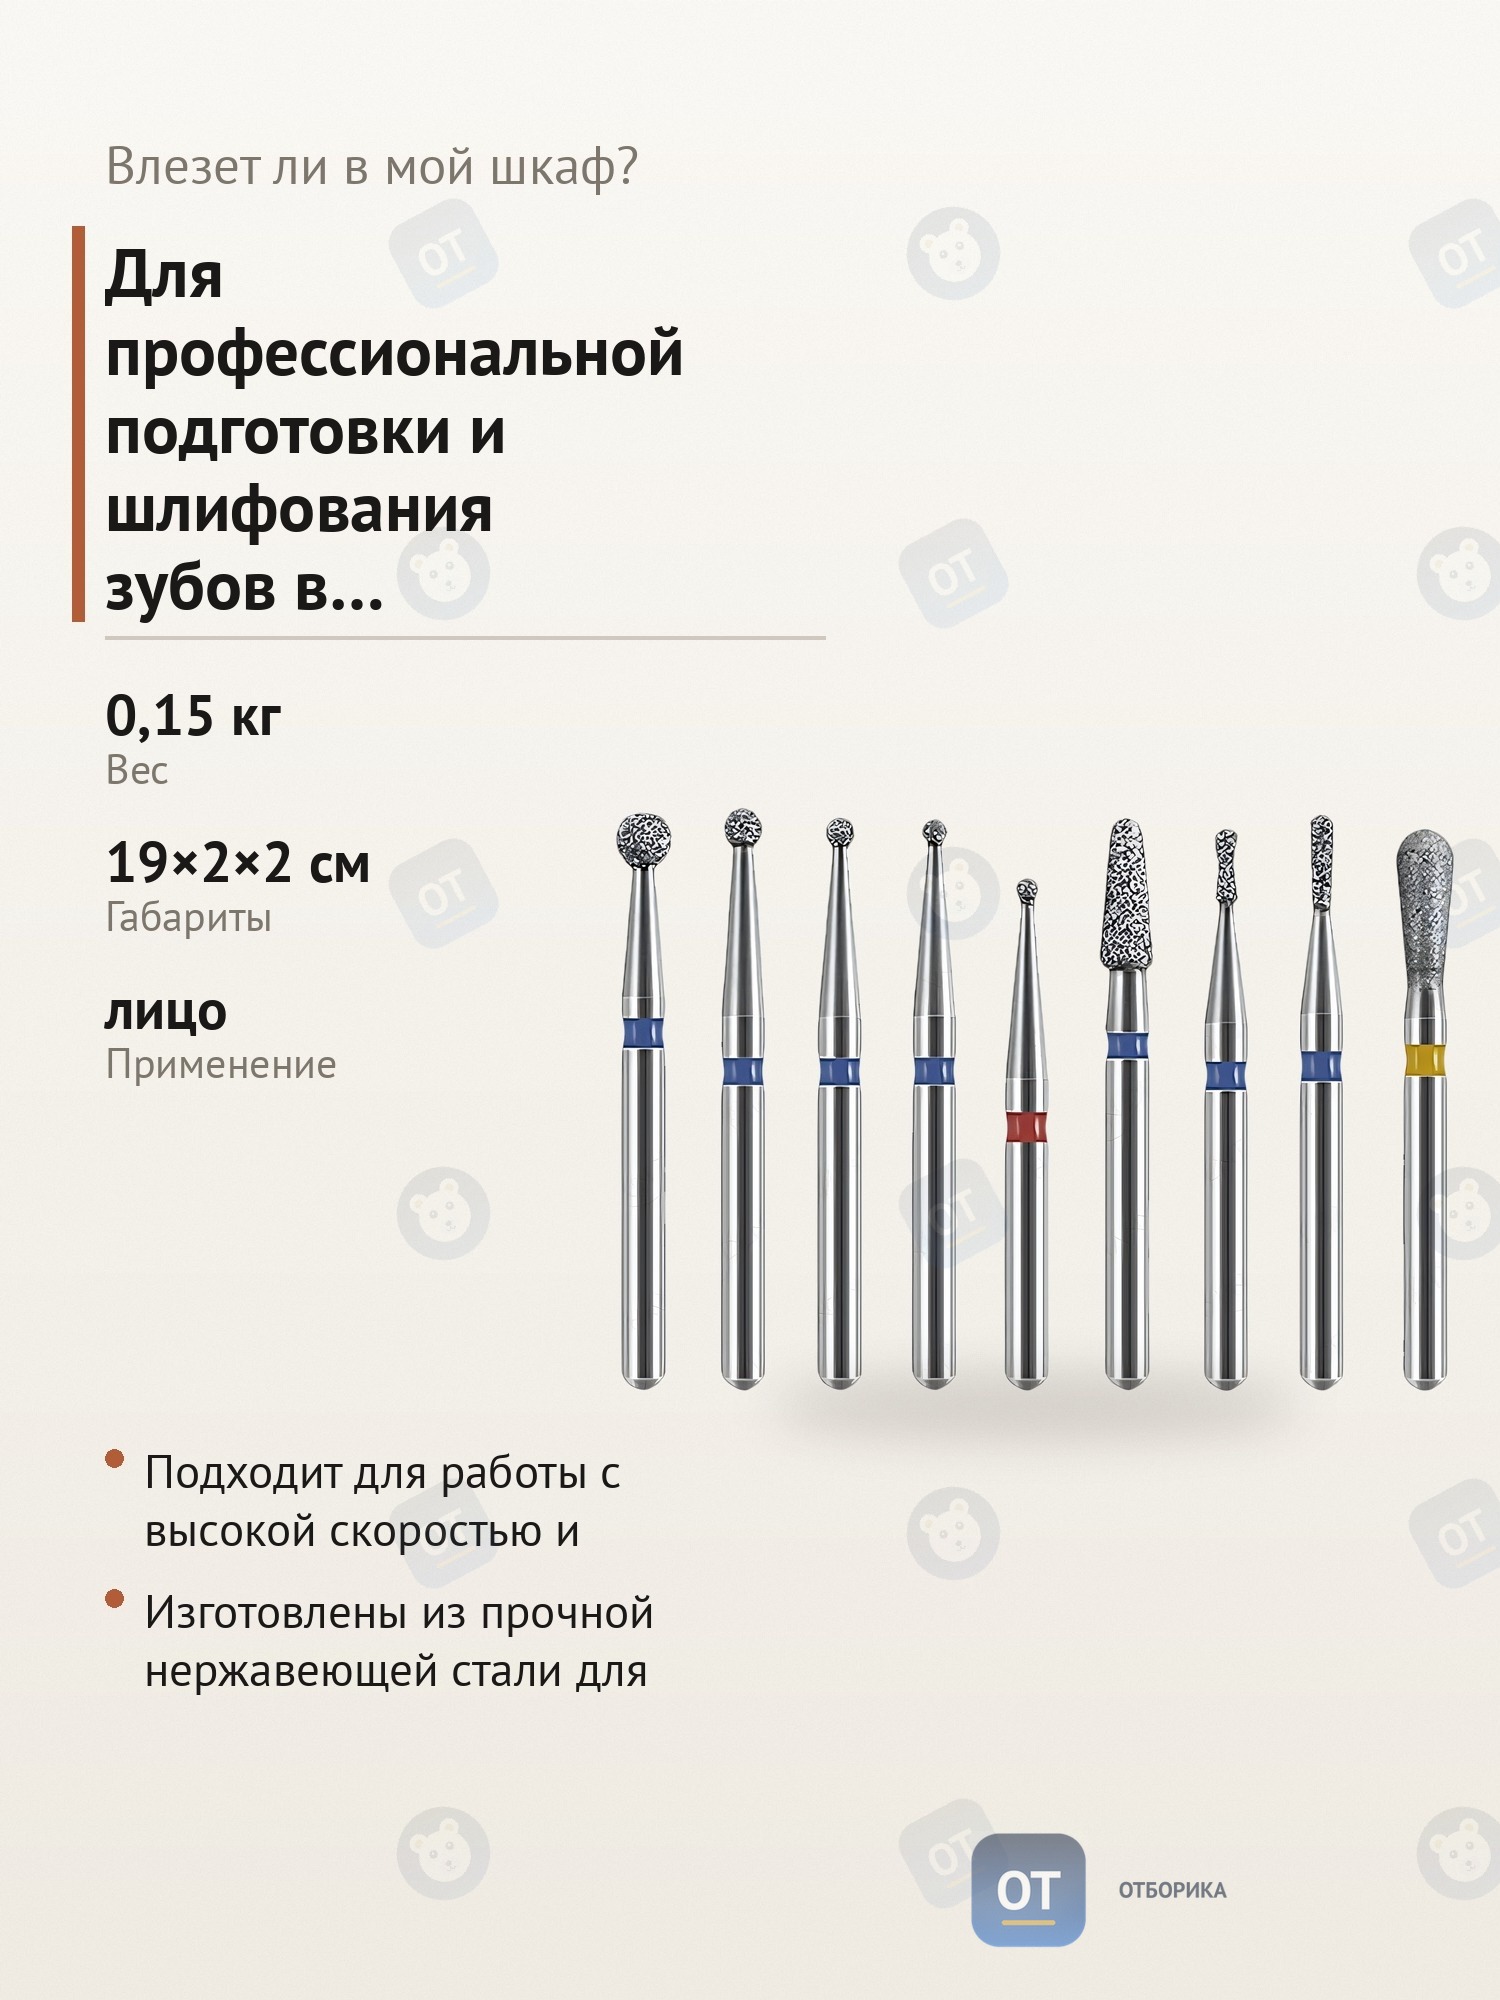 Влезет ли в мой шкаф?
Для
профессиональной
подготовки и
шлифования
зубов в...
0,15 кг
Вес
19×2×2 см
Габариты
лицо
Применение
Подходит для работы с
высокой скоростью и
Изготовлены из прочной
нержавеющей стали для
ОТ
ОТБОРИКА